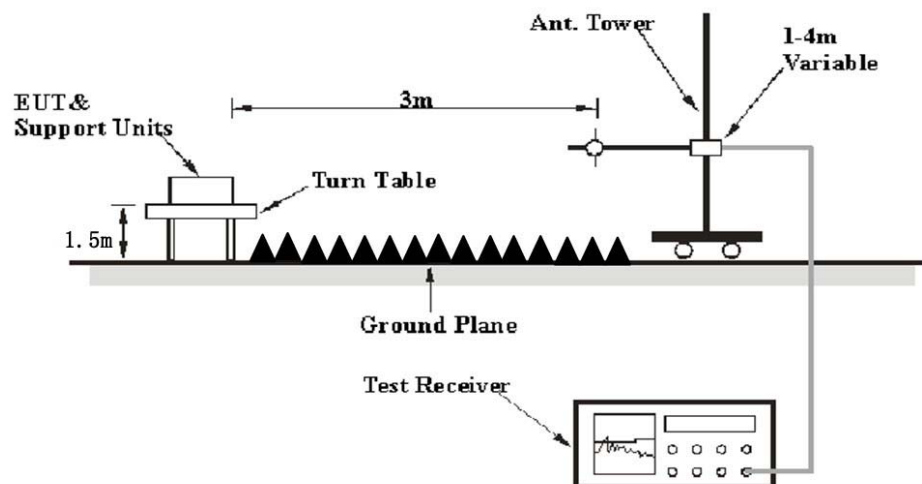 Ant. Tower
1-4m
Variable
EUT&
Support Units
3m
Turn Table
1.5m
Ground Plane
Test Receiver